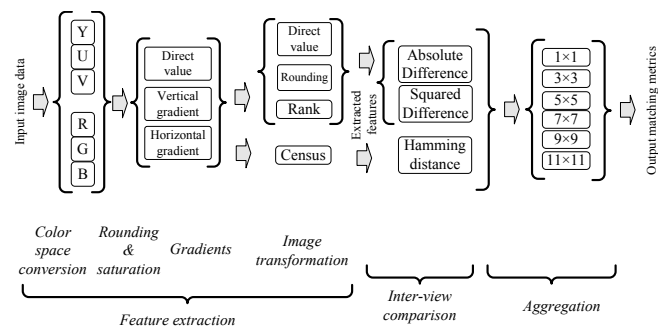 Input image data
Y
U
V
R
G
B
Direct
value
Vertical
gradient
Horizontal
gradient
Direct
value
Rounding
Rank
Census
Extracted
features
Absolute
Difference
Squared
Difference
Hamming
distance
1×1
3×3
5×5
7×7
9×9
11×11
Output matching metrics
Color
space
conversion
Rounding
&
saturation
Gradients
Image
transformation
Feature extraction
Inter-view
comparison
Aggregation